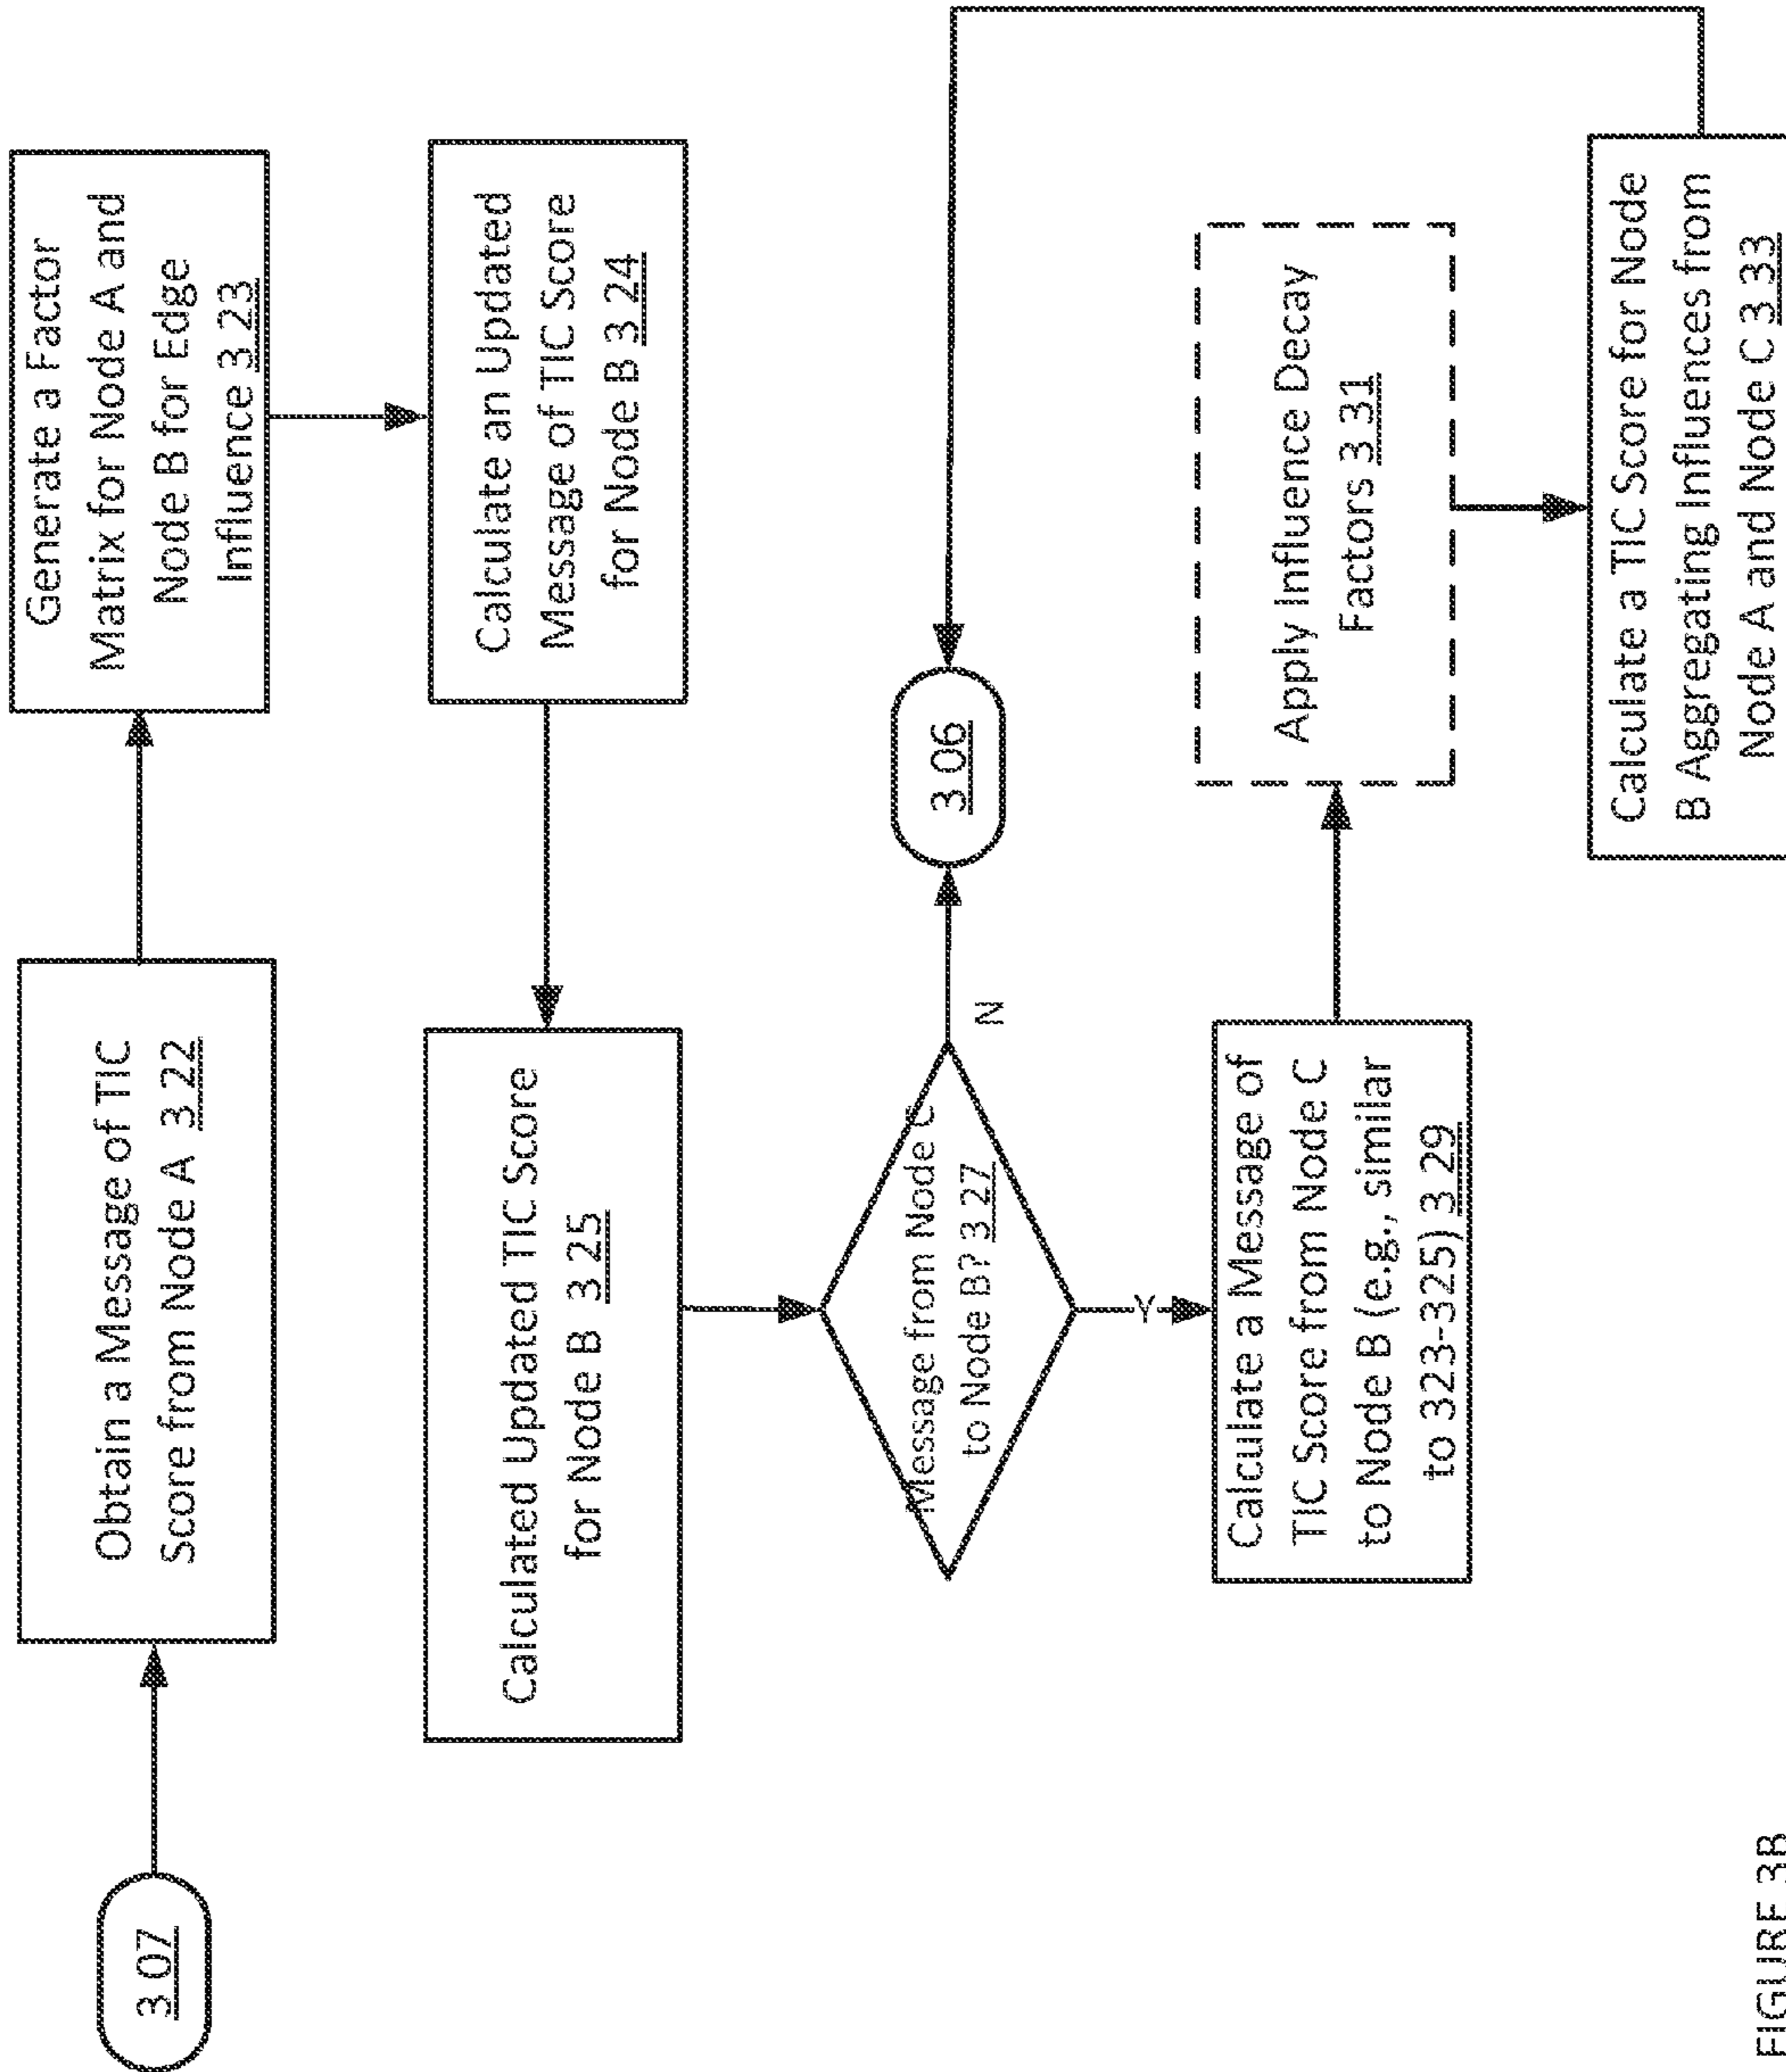 3 07
Obtain a Message of TIC
Score from Node A 3 22
Generate a Factor
Matrix for Node A and
Node B for Edge
Influence 3 23
Calculated Updated TIC Score
for Node B 3 25
Calculate an Updated
Message of TIC Score
for Node B 3 24
Message from Node C
to Node B? 3 27
N
3 06
Y
Calculate a Message of
TIC Score from Node C
to Node B (e.g., similar
to 323-325) 3 29
Apply Influence Decay
Factors 3 31
Calculate a TIC Score for Node
B Aggregating Influences from
Node A and Node C 3 33
FIGURE 3B